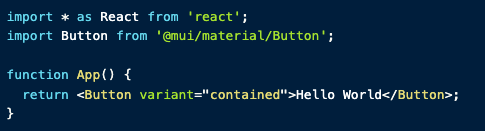 import * as React from 'react';
import Button from '@mui/material/Button';
function App() {
  return <Button variant="contained">Hello World</Button>;
}